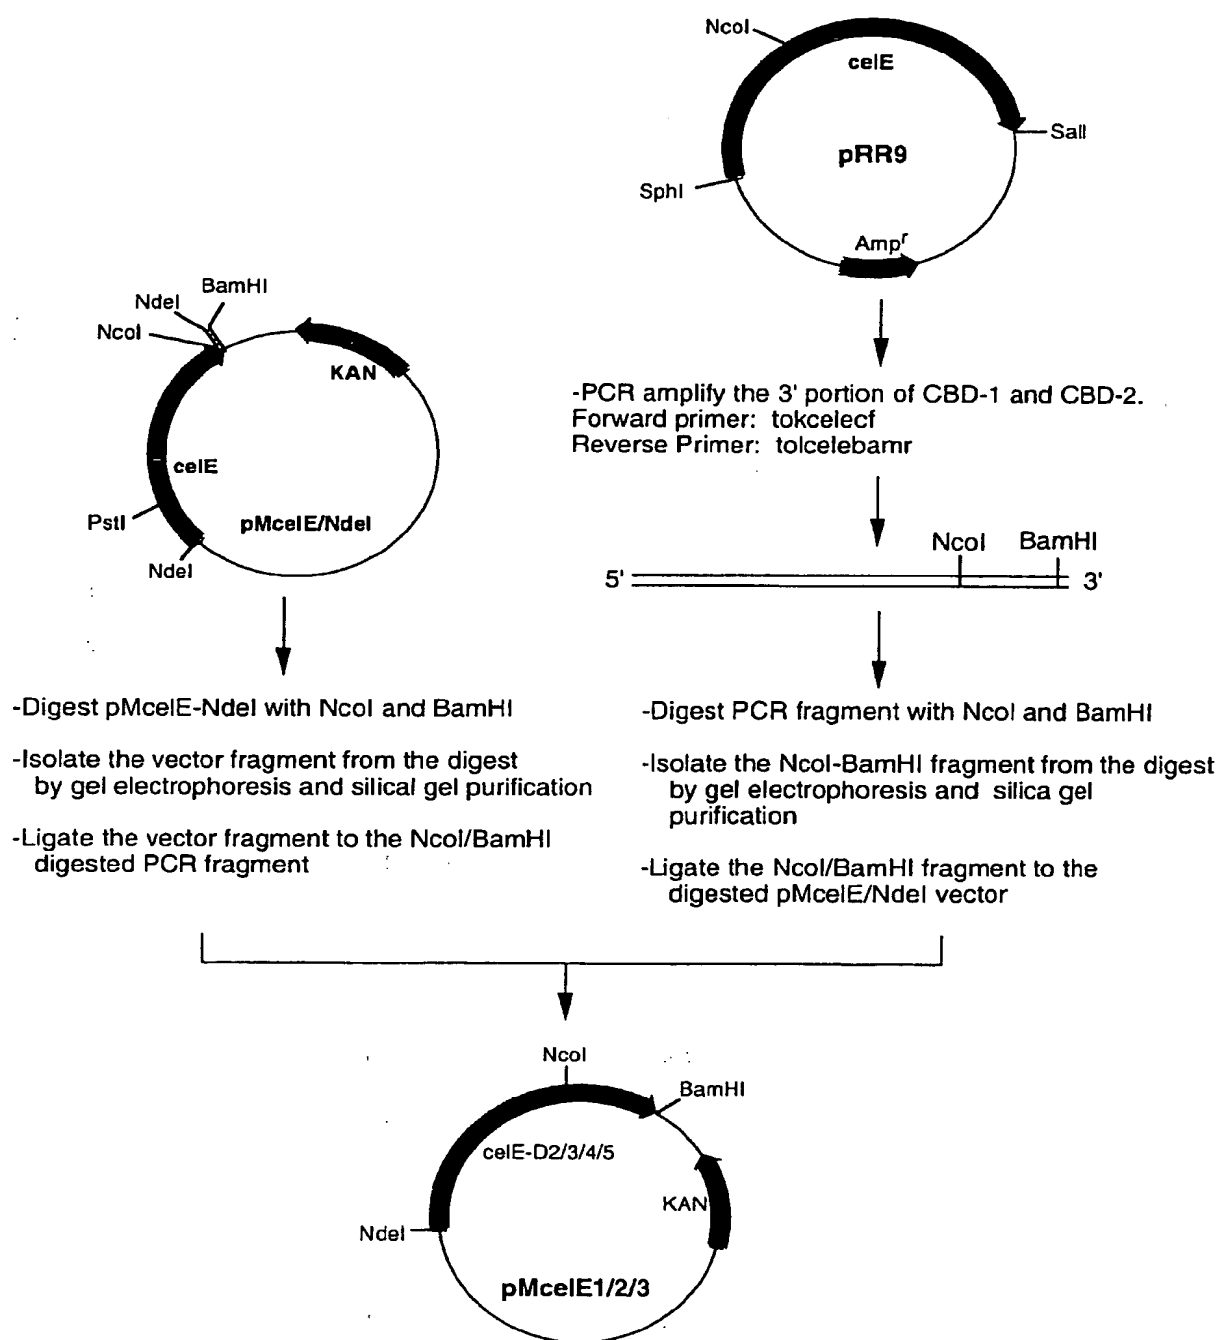 NcoI
celE
SalI
pRR9
SphI
Ampr
BamHI
NdeI
NcoI
KAN
celE
PstI
pMcelE/NdeI
NdeI
-PCR amplify the 3' portion of CBD-1 and CBD-2.
Forward primer: tokcelecf
Reverse Primer: tolcelebamr
NcoI BamHI
5' 3'
-Digest pMcelE-NdeI with NcoI and BamHI
-Isolate the vector fragment from the digest
by gel electrophoresis and silical gel purification
-Ligate the vector fragment to the NcoI/BamHI
digested PCR fragment
-Digest PCR fragment with NcoI and BamHI
-Isolate the NcoI-BamHI fragment from the digest
by gel electrophoresis and silica gel
purification
-Ligate the NcoI/BamHI fragment to the
digested pMcelE/NdeI vector
NcoI
BamHI
celE-D2/3/4/5
KAN
NdeI
pMcelE1/2/3